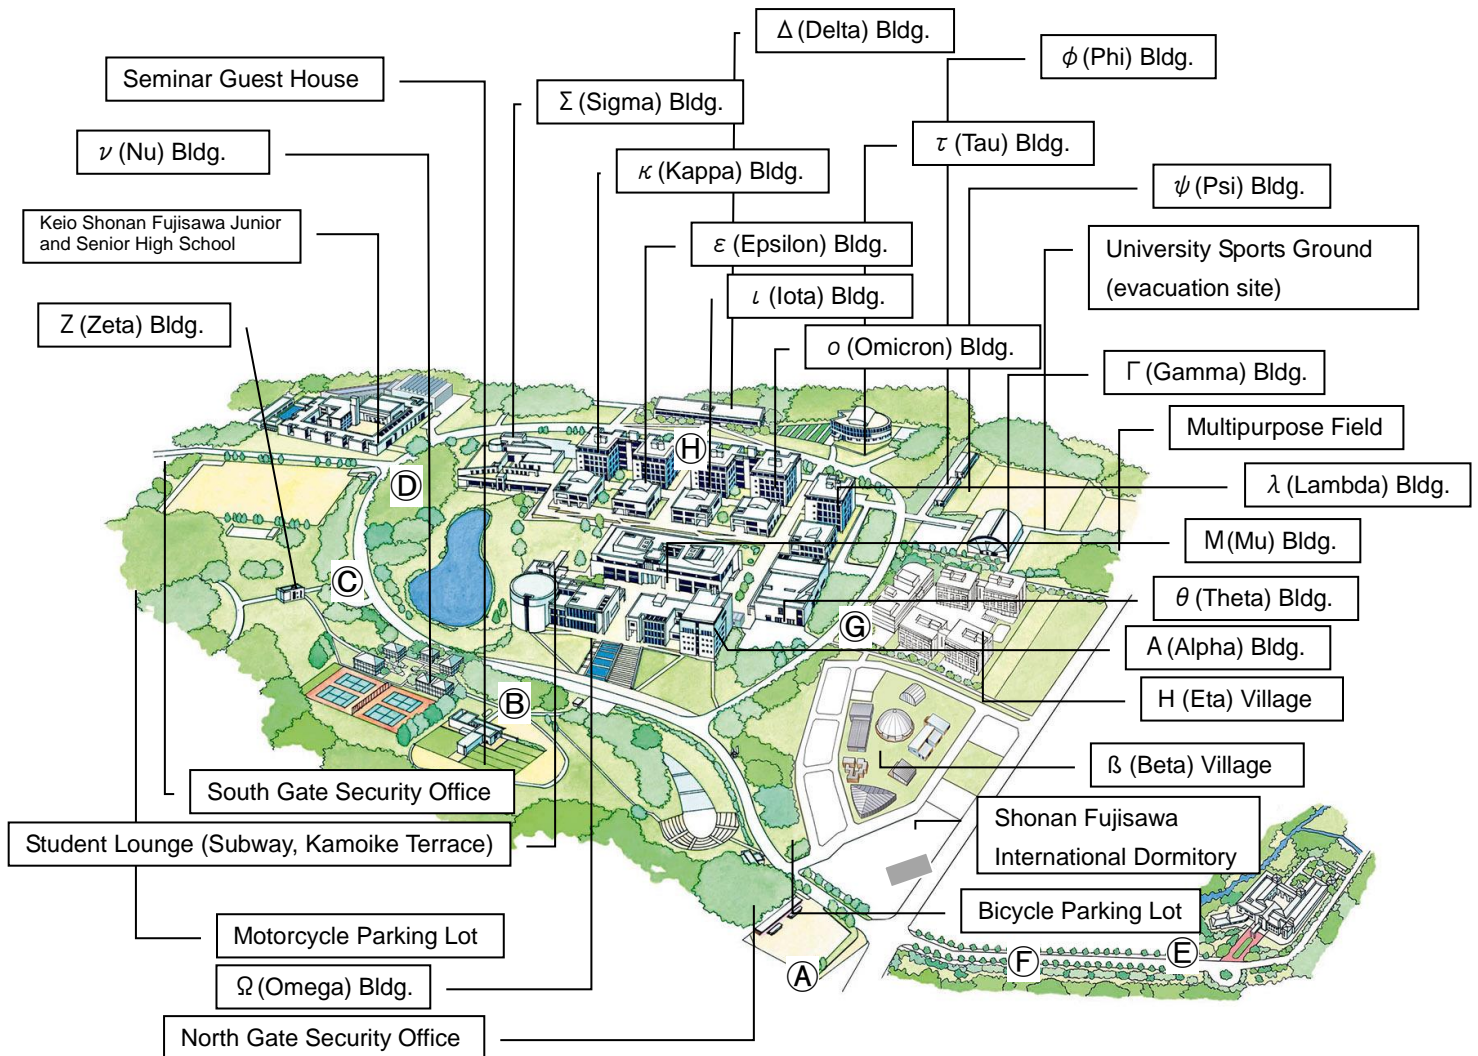 Δ (Delta) Bldg.
ϕ (Phi) Bldg.
Seminar Guest House
Σ (Sigma) Bldg.
τ (Tau) Bldg.
ν (Nu) Bldg.
κ (Kappa) Bldg.
ψ (Psi) Bldg.
Keio Shonan Fujisawa Junior
and Senior High School
ε (Epsilon) Bldg.
University Sports Ground
(evacuation site)
ι (Iota) Bldg.
Ζ (Zeta) Bldg.
ο (Omicron) Bldg.
Γ (Gamma) Bldg.
Multipurpose Field
Ⓗ
Ⓓ
λ (Lambda) Bldg.
Μ (Mu) Bldg.
Ⓒ
θ (Theta) Bldg.
Ⓖ
Α (Alpha) Bldg.
Η (Eta) Village
Ⓑ
ß (Beta) Village
South Gate Security Office
Shonan Fujisawa
International Dormitory
Student Lounge (Subway, Kamoike Terrace)
Bicycle Parking Lot
Motorcycle Parking Lot
Ⓔ
Ⓕ
Ⓐ
Ω (Omega) Bldg.
North Gate Security Office